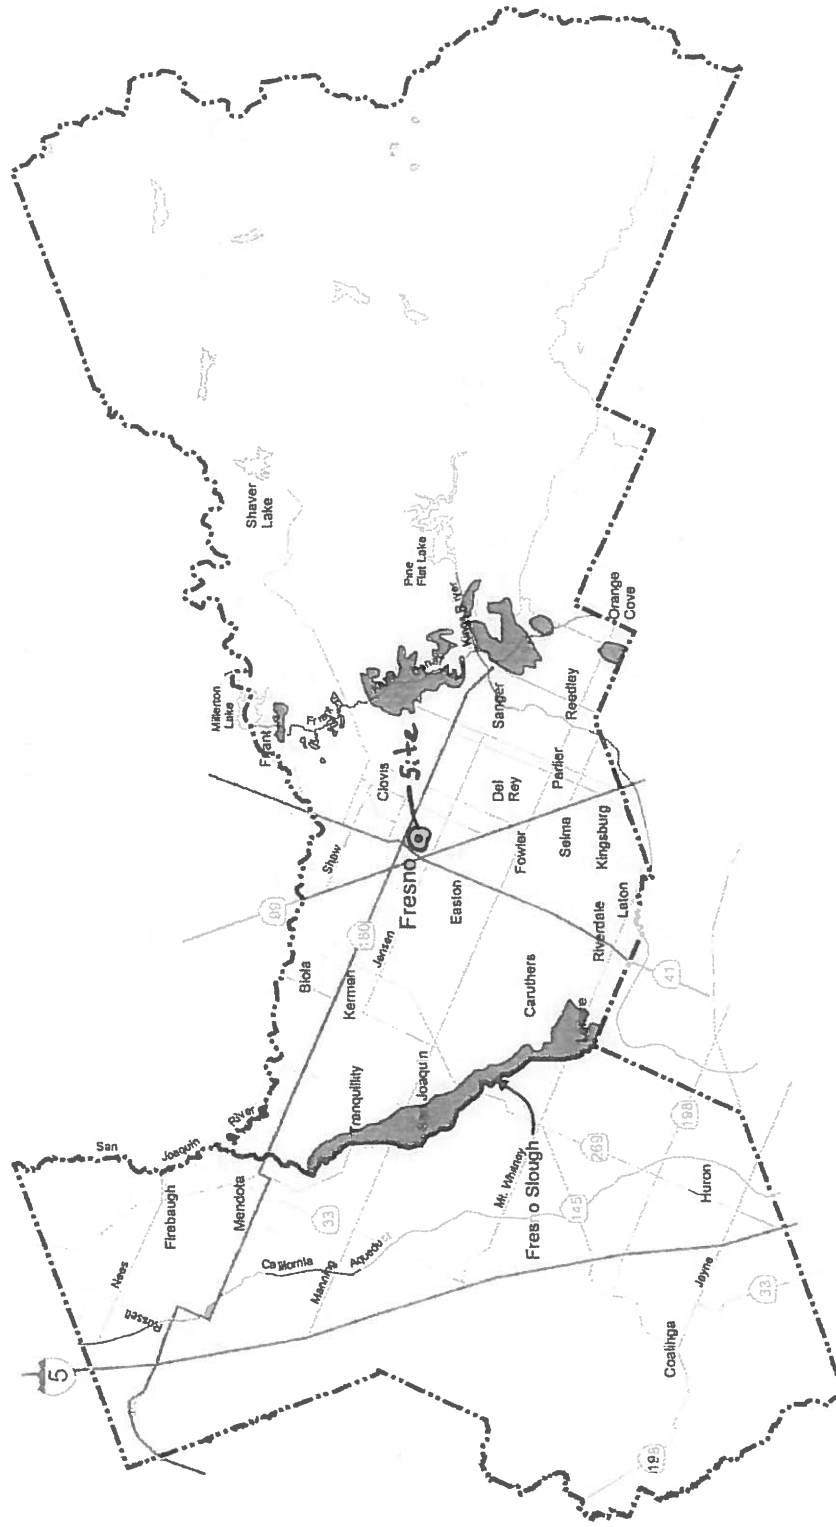 Shaver
Lake
Pine
Flat Lake
Kings River
Millerton
Lake
Friant
Orange
Cove
Sanger
Reedley
Site
Clovis
Del
Rey
Parlier
Shaw
Fresno
Fowler
Selma
Kingsburg
Easton
99
180
Jensen
Biola
Kerman
Caruthers
Riverdale
Laton
41
Tranquillity
Joaquin
San
Joaquin
River
Firebaugh
Mendota
33
Mt. Whitney
Fresno Slough
269
198
145
Huron
Nees
Russell
California
Aqueduct
Manning
5
Jayne
33
Coalinga
198